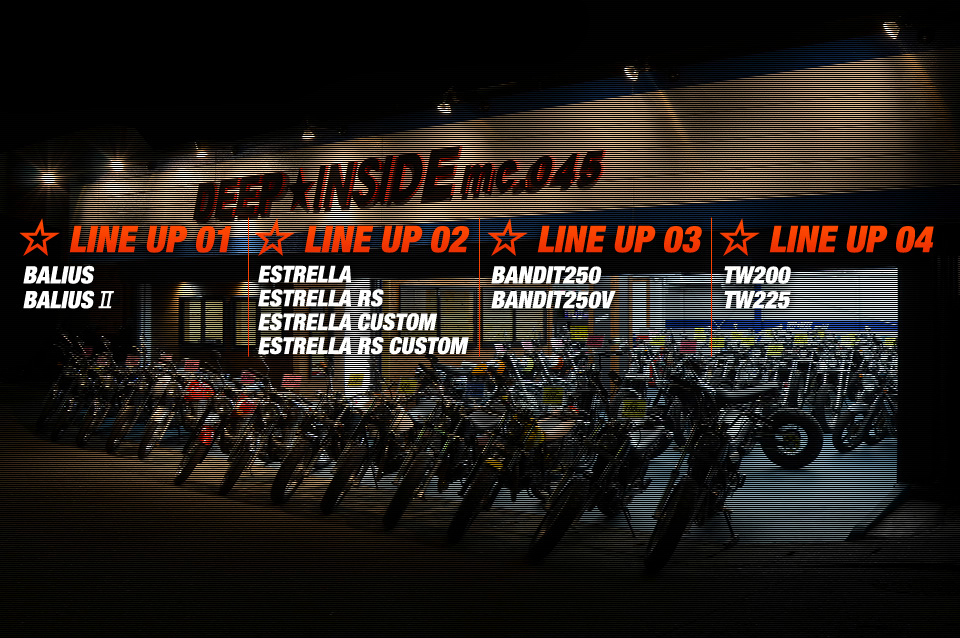 DEEP★INSIDE mc.045
☆ LINE UP 01
BALIUS
BALIUS Ⅱ
☆ LINE UP 02
ESTRELLA
ESTRELLA RS
ESTRELLA CUSTOM
ESTRELLA RS CUSTOM
☆ LINE UP 03
BANDIT250
BANDIT250V
☆ LINE UP 04
TW200
TW225